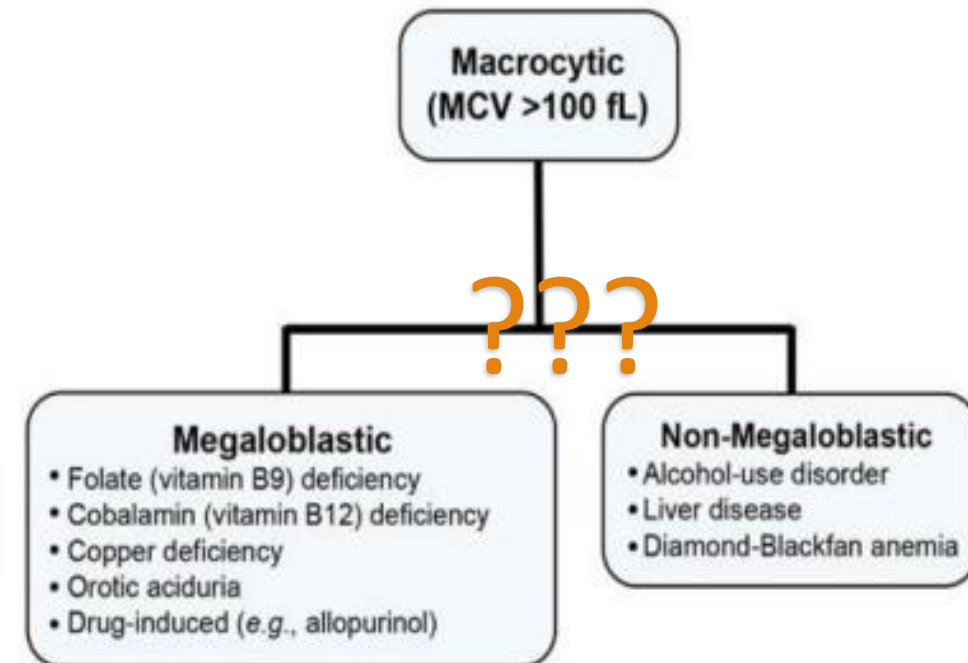 Macrocytic
(MCV >100 fL)
???
Megaloblastic
• Folate (vitamin B9) deficiency
• Cobalamin (vitamin B12) deficiency
• Copper deficiency
• Orotic aciduria
• Drug-induced (e.g., allopurinol)
Non-Megaloblastic
• Alcohol-use disorder
• Liver disease
• Diamond-Blackfan anemia